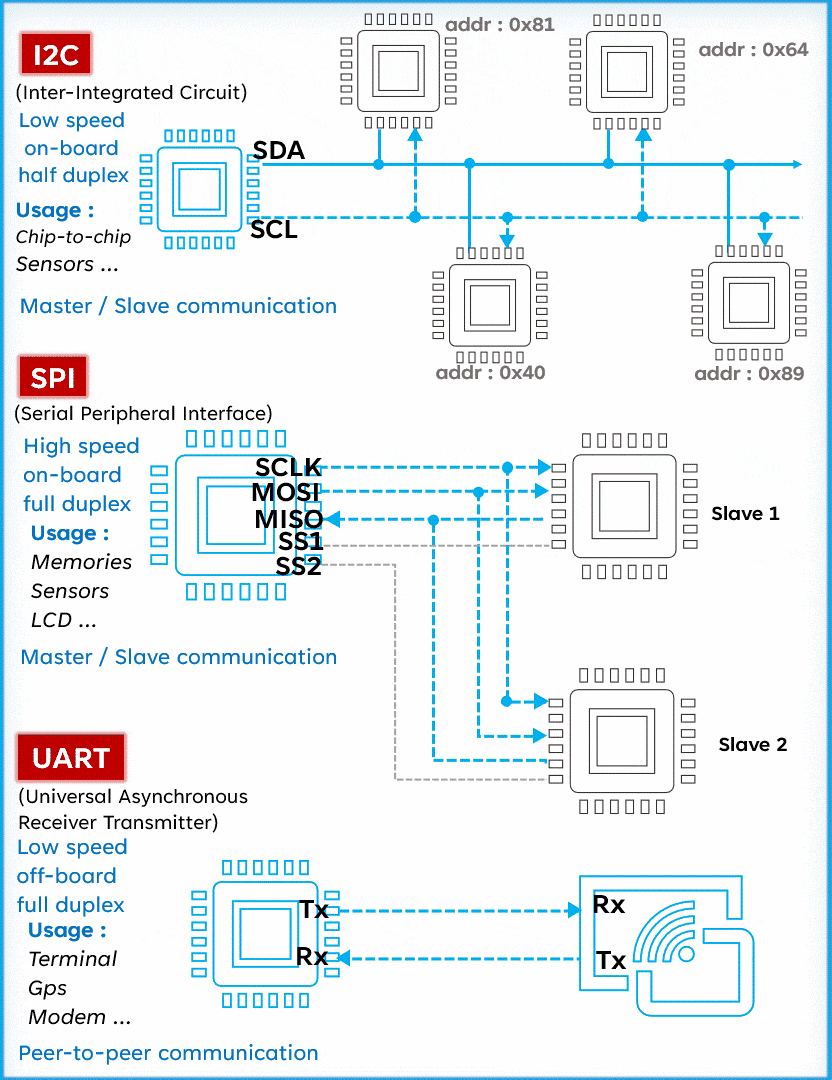 I2C
(Inter-Integrated Circuit)
Low speed
on-board
half duplex
Usage :
Chip-to-chip
Sensors ...
Master / Slave communication
SDA
SCL
addr : 0x81
addr : 0x64
addr : 0x40
addr : 0x89
SPI
(Serial Peripheral Interface)
High speed
on-board
full duplex
Usage :
Memories
Sensors
LCD ...
Master / Slave communication
SCLK
MOSI
MISO
SS1
SS2
Slave 1
Slave 2
UART
(Universal Asynchronous
Receiver Transmitter)
Low speed
off-board
full duplex
Usage :
Terminal
Gps
Modem ...
Peer-to-peer communication
Tx
Rx
Rx
Tx